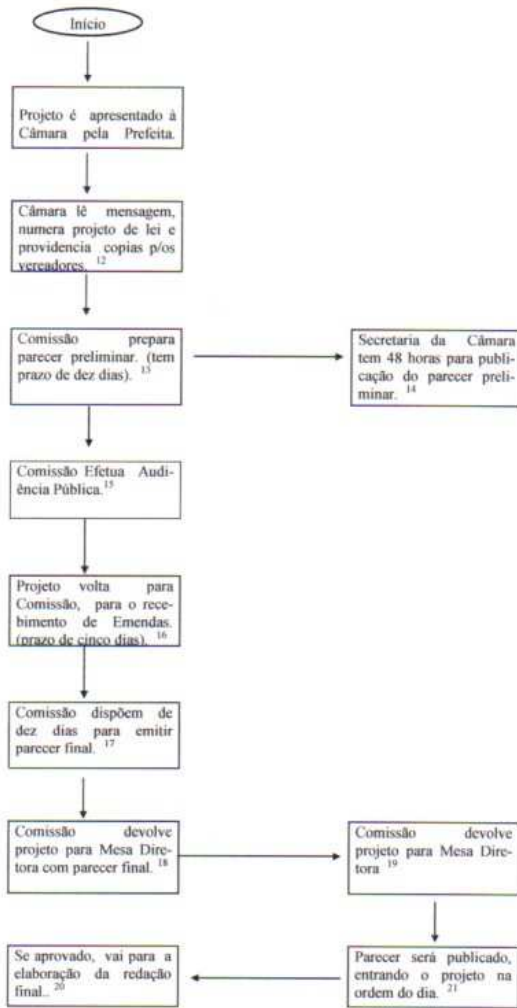 Início
Projeto é apresentado à
Câmara pela Prefeita.
Câmara lê mensagem,
numera projeto de lei e
providencia copias p/os
vereadores. 12
Comissão prepara
parecer preliminar. (tem
prazo de dez dias). 13
Secretaria da Câmara
tem 48 horas para publi-
cação do parecer preli-
minar. 14
Comissão Efetua Audi-
ência Pública. 15
Projeto volta para
Comissão, para o rece-
bimento de Emendas.
(prazo de cinco dias). 16
Comissão dispõem de
dez dias para emitir
parecer final. 17
Comissão devolve
projeto para Mesa Dire-
tora com parecer final. 18
Comissão devolve
projeto para Mesa Dire-
tora 19
Se aprovado, vai para a
elaboração da redação
final.. 20
Parecer será publicado,
entrando o projeto na
ordem do dia. 21